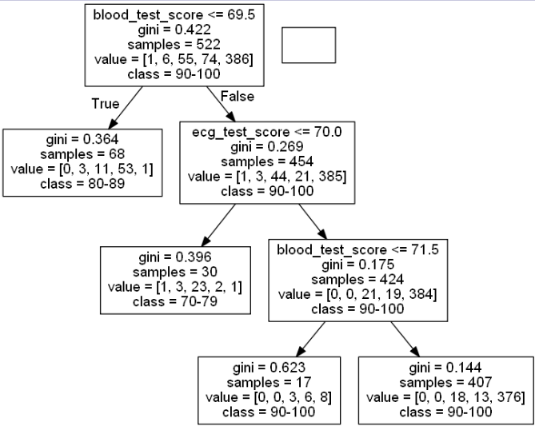 blood_test_score <= 69.5
gini = 0.422
samples = 522
value = [1, 6, 55, 74, 386]
class = 90-100
True
False
gini = 0.364
samples = 68
value = [0, 3, 11, 53, 1]
class = 80-89
ecg_test_score <= 70.0
gini = 0.269
samples = 454
value = [1, 3, 44, 21, 385]
class = 90-100
gini = 0.396
samples = 30
value = [1, 3, 23, 2, 1]
class = 70-79
blood_test_score <= 71.5
gini = 0.175
samples = 424
value = [0, 0, 21, 19, 384]
class = 90-100
gini = 0.623
samples = 17
value = [0, 0, 3, 6, 8]
class = 90-100
gini = 0.144
samples = 407
value = [0, 0, 18, 13, 376]
class = 90-100